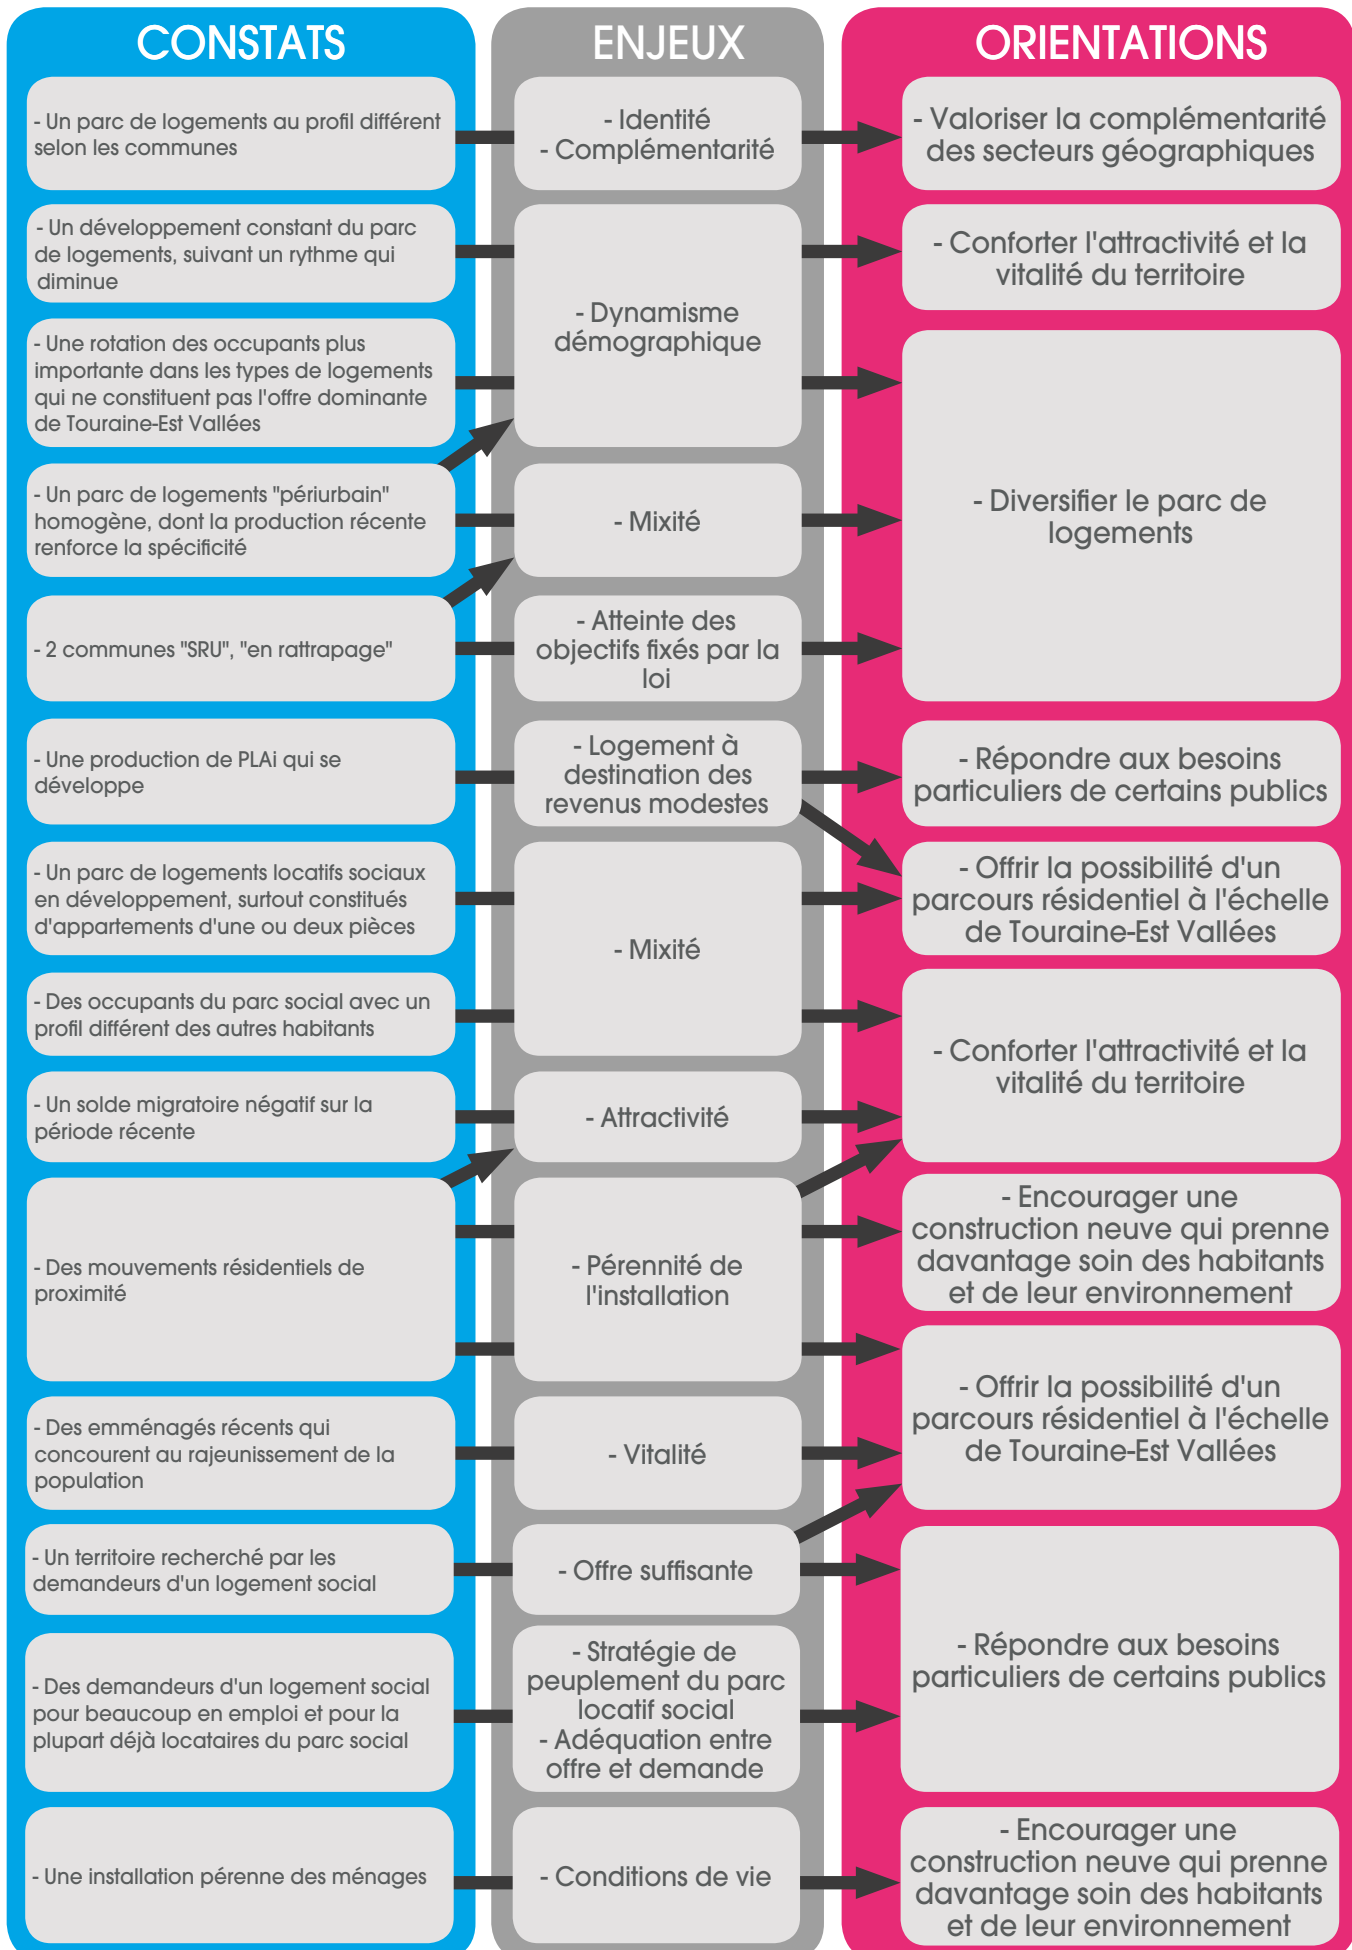 CONSTATS
ENJEUX
ORIENTATIONS
- Un parc de logements au profil différent
selon les communes
- Identité
- Complémentarité
- Valoriser la complémentarité
des secteurs géographiques
- Un développement constant du parc
de logements, suivant un rythme qui
diminue
- Une rotation des occupants plus
importante dans les types de logements
qui ne constituent pas l'offre dominante
de Touraine-Est Vallées
- Dynamisme
démographique
- Conforter l'attractivité et la
vitalité du territoire
- Un parc de logements "périurbain"
homogène, dont la production récente
renforce la spécificité
- Mixité
- Diversifier le parc de
logements
- 2 communes "SRU", "en rattrapage"
- Atteinte des
objectifs fixés par la
loi
- Une production de PLAi qui se
développe
- Logement à
destination des
revenus modestes
- Répondre aux besoins
particuliers de certains publics
- Un parc de logements locatifs sociaux
en développement, surtout constitués
d'appartements d'une ou deux pièces
- Mixité
- Offrir la possibilité d'un
parcours résidentiel à l'échelle
de Touraine-Est Vallées
- Des occupants du parc social avec un
profil différent des autres habitants
- Conforter l'attractivité et la
vitalité du territoire
- Un solde migratoire négatif sur la
période récente
- Attractivité
- Des mouvements résidentiels de
proximité
- Pérennité de
l'installation
- Encourager une
construction neuve qui prenne
davantage soin des habitants
et de leur environnement
- Des emménagés récents qui
concourent au rajeunissement de la
population
- Vitalité
- Offrir la possibilité d'un
parcours résidentiel à l'échelle
de Touraine-Est Vallées
- Un territoire recherché par les
demandeurs d'un logement social
- Offre suffisante
- Des demandeurs d'un logement social
pour beaucoup en emploi et pour la
plupart déjà locataires du parc social
- Stratégie de
peuplement du parc
locatif social
- Adéquation entre
offre et demande
- Répondre aux besoins
particuliers de certains publics
- Une installation pérenne des ménages
- Conditions de vie
- Encourager une
construction neuve qui prenne
davantage soin des habitants
et de leur environnement